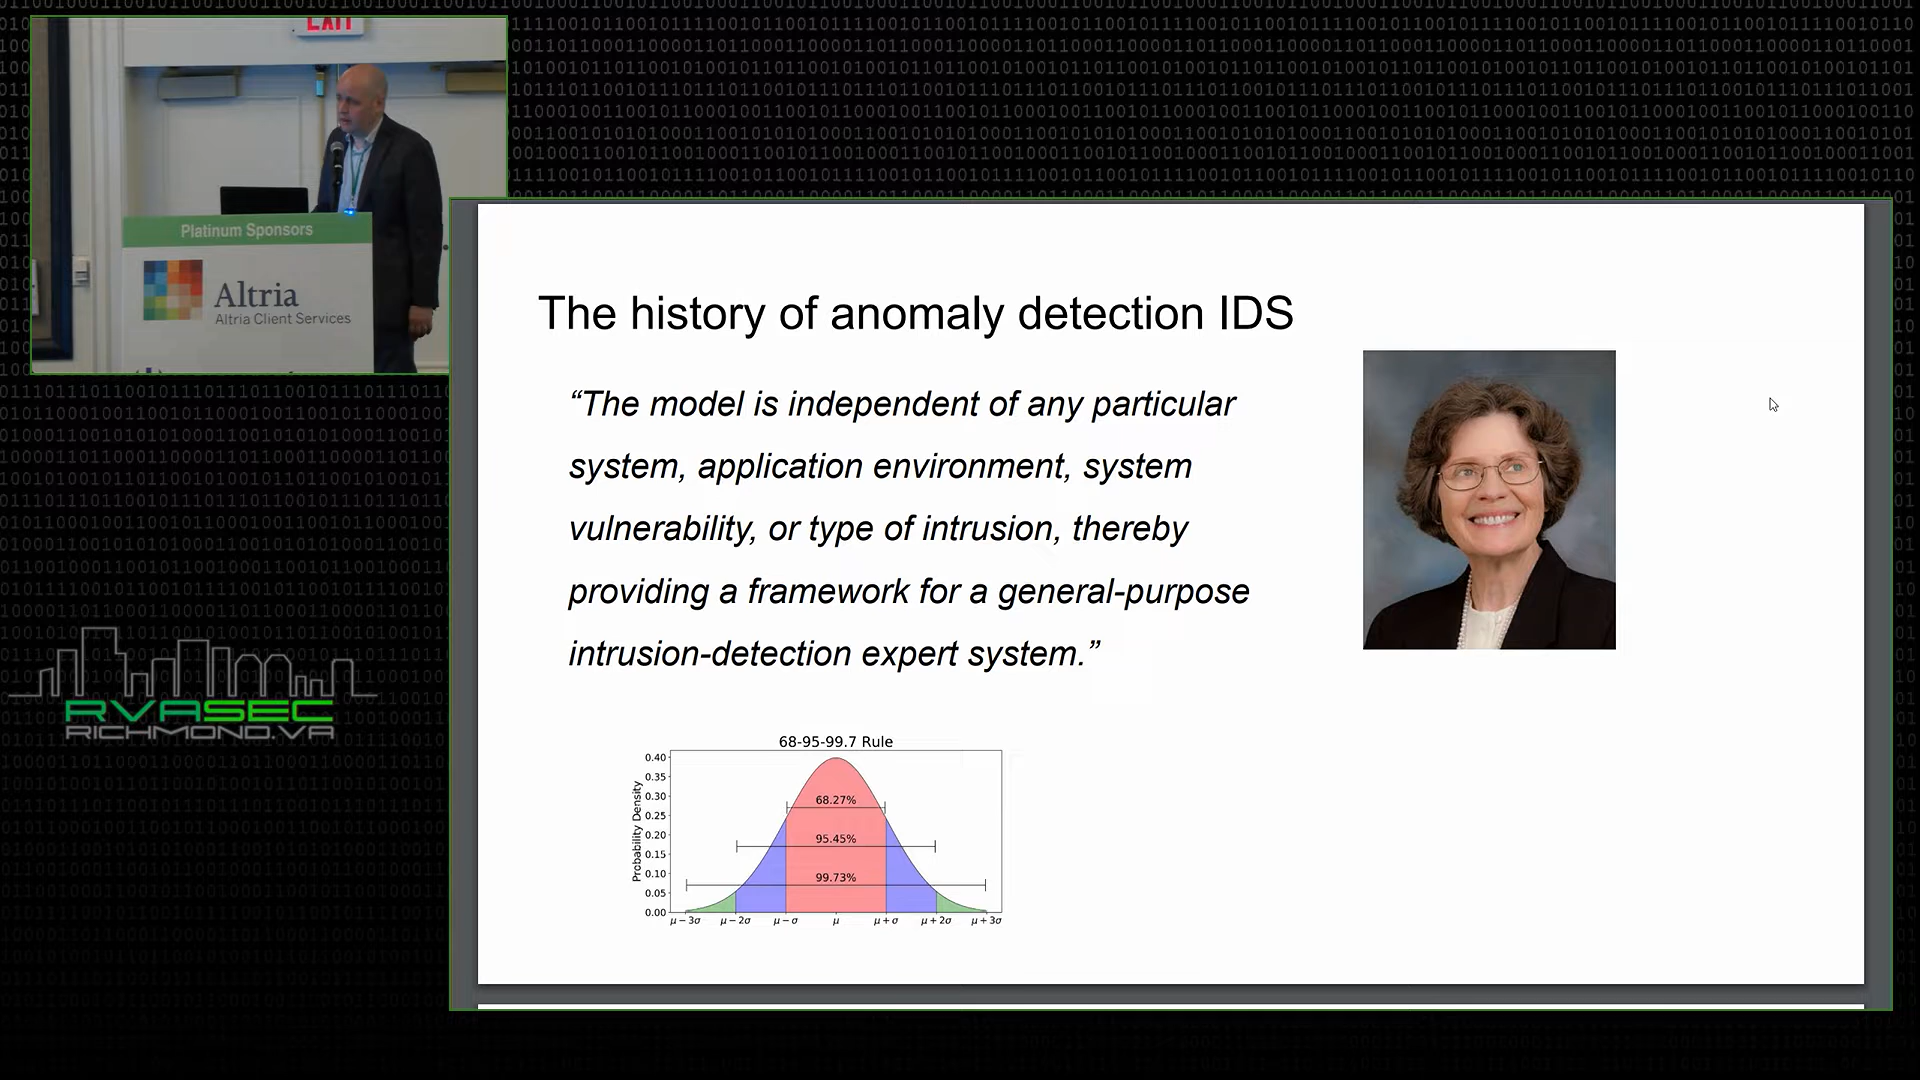 EXIT
Platinum Sponsors
Altria
Altria Client Services
The history of anomaly detection IDS
“The model is independent of any particular
system, application environment, system
vulnerability, or type of intrusion, thereby
providing a framework for a general-purpose
intrusion-detection expert system.”
RVASEC
RICHMOND.VA
68-95-99.7 Rule
Probability Density
0.40
0.35
0.30
0.25
0.20
0.15
0.10
0.05
0.00
68.27%
95.45%
99.73%
μ − 3σ μ − 2σ μ − σ μ μ + σ μ + 2σ μ + 3σ